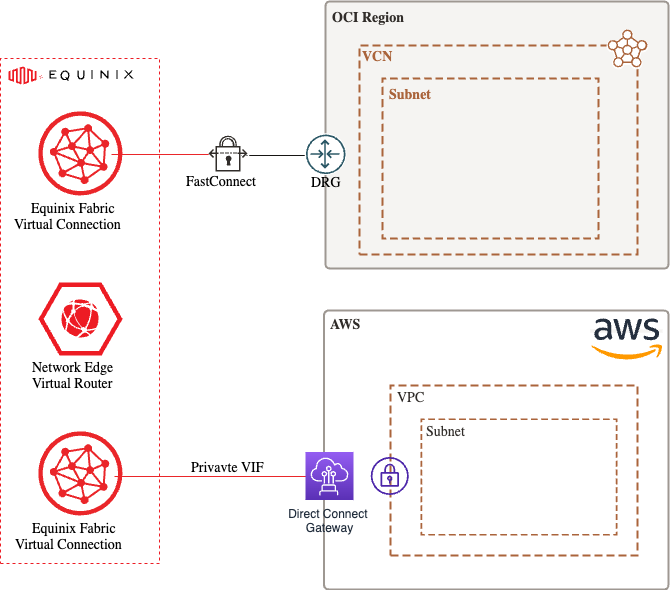 OCI Region
VCN
Subnet
EQUINIX
Equinix Fabric
Virtual Connection
FastConnect
DRG
Network Edge
Virtual Router
AWS
aws
VPC
Subnet
Privavte VIF
Direct Connect
Gateway
Equinix Fabric
Virtual Connection